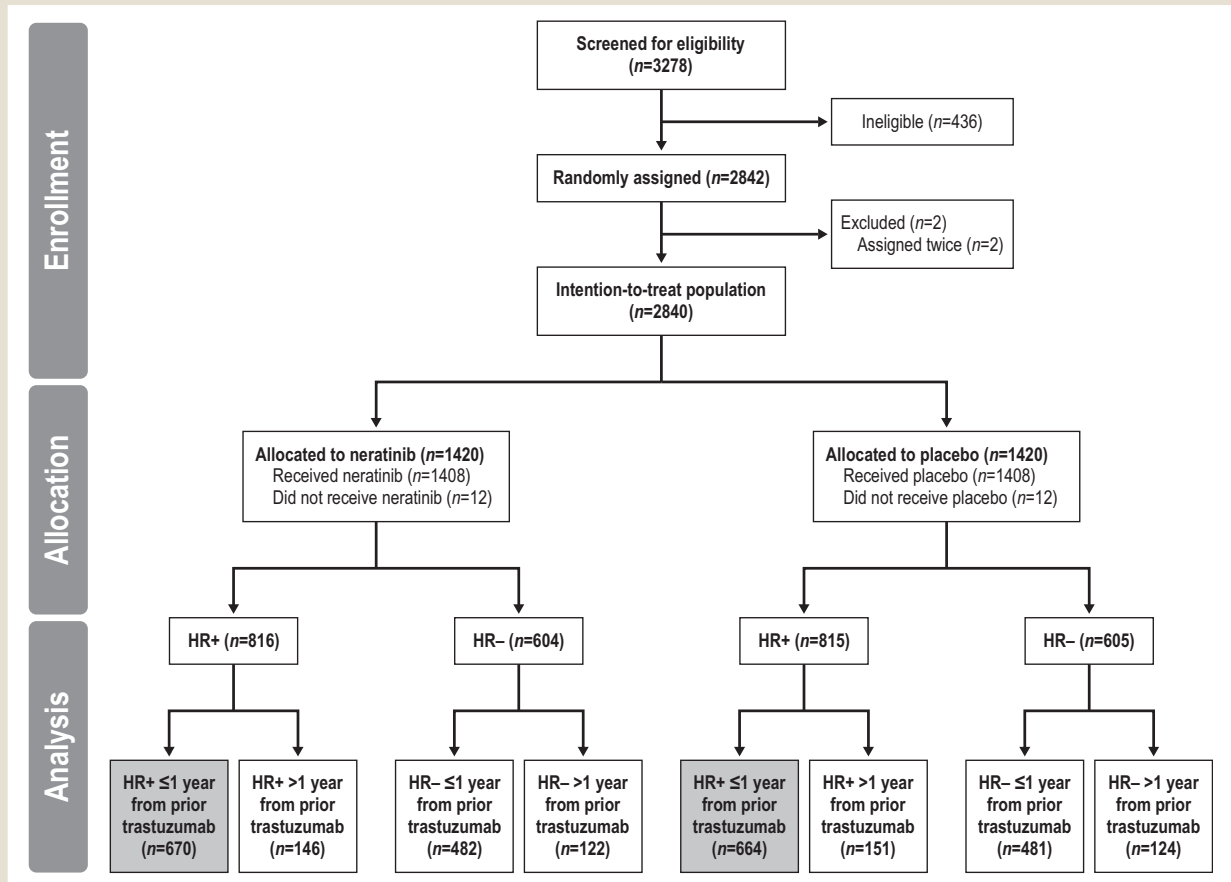 Enrollment
Screened for eligibility
(n=3278)
Ineligible (n=436)
Randomly assigned (n=2842)
Excluded (n=2)
Assigned twice (n=2)
Intention-to-treat population
(n=2840)
Allocation
Allocated to neratinib (n=1420)
Received neratinib (n=1408)
Did not receive neratinib (n=12)
Allocated to placebo (n=1420)
Received placebo (n=1408)
Did not receive placebo (n=12)
Analysis
HR+ (n=816)
HR– (n=604)
HR+ (n=815)
HR– (n=605)
HR+ ≤1 year
from prior
trastuzumab
(n=670)
HR+ >1 year
from prior
trastuzumab
(n=146)
HR– ≤1 year
from prior
trastuzumab
(n=482)
HR– >1 year
from prior
trastuzumab
(n=122)
HR+ ≤1 year
from prior
trastuzumab
(n=664)
HR+ >1 year
from prior
trastuzumab
(n=151)
HR– ≤1 year
from prior
trastuzumab
(n=481)
HR– >1 year
from prior
trastuzumab
(n=124)